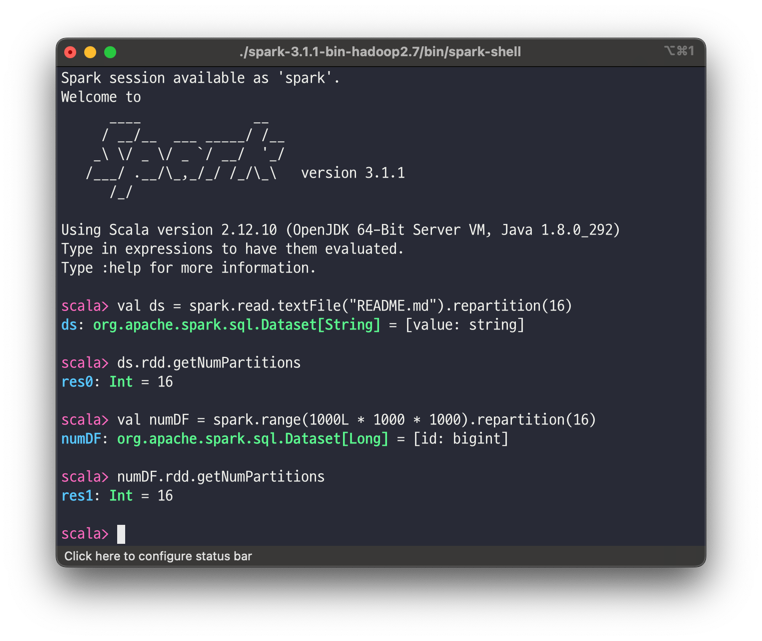 ./spark-3.1.1-bin-hadoop2.7/bin/spark-shell
⌥⌘1
Spark session available as 'spark'.
Welcome to
      ____              __
     / __/__  ___ _____/ /__
    _\ \/ _ \/ _ `/ __/  '_/
   /___/ .__/\_,_/_/ /_/\_\   version 3.1.1
      /_/
Using Scala version 2.12.10 (OpenJDK 64-Bit Server VM, Java 1.8.0_292)
Type in expressions to have them evaluated.
Type :help for more information.
scala> val ds = spark.read.textFile("README.md").repartition(16)
ds: org.apache.spark.sql.Dataset[String] = [value: string]
scala> ds.rdd.getNumPartitions
res0: Int = 16
scala> val numDF = spark.range(1000L * 1000 * 1000).repartition(16)
numDF: org.apache.spark.sql.Dataset[Long] = [id: bigint]
scala> numDF.rdd.getNumPartitions
res1: Int = 16
scala>
Click here to configure status bar